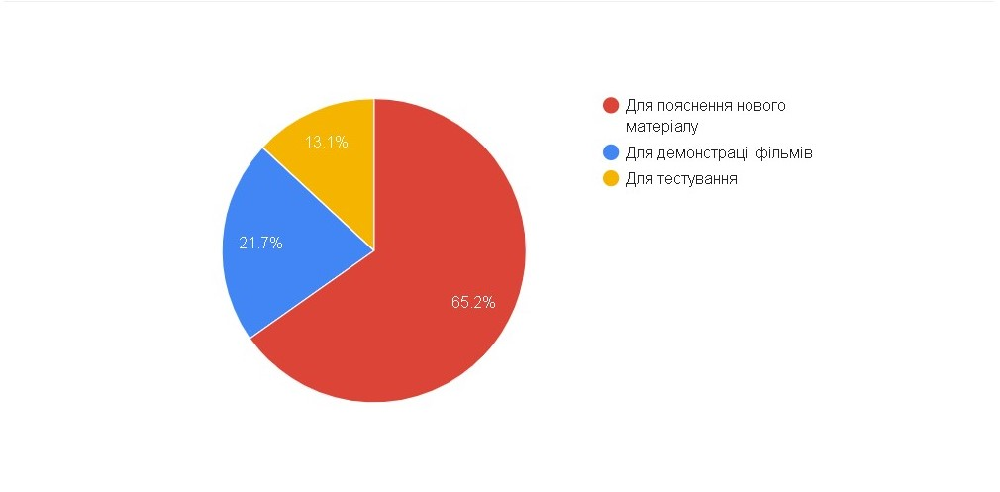 13.1%
21.7%
65.2%
Для пояснення нового
матеріалу
Для демонстрації фільмів
Для тестування